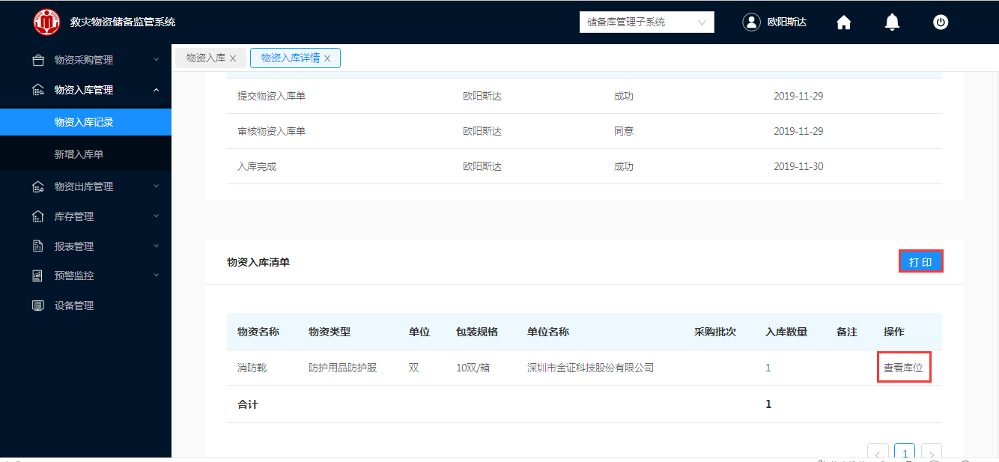 救灾物资储备监管系统
储备库管理子系统
欧阳斯达
物资采购管理
物资入库管理
物资入库记录
新增入库单
物资出库管理
库存管理
报表管理
预警监控
设备管理
物资入库 ×
物资入库详情 ×
提交物资入库单 欧阳斯达 成功 2019-11-29
审核物资入库单 欧阳斯达 同意 2019-11-29
入库完成 欧阳斯达 成功 2019-11-30
物资入库清单
打 印
物资名称 物资类型 单位 包装规格 单位名称 采购批次 入库数量 备注 操作
消防靴 防护用品防护服 双 10双/箱 深圳市金证科技股份有限公司 1 查看库位
合计 1
< 1 >